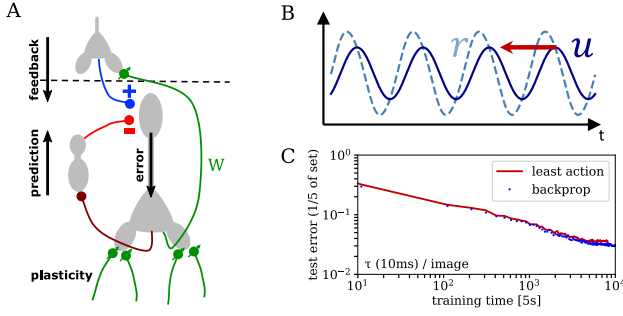 A
feedback
prediction
+
-
error
W
plasticity
B
r
u
t
C
test error (1/5 of set)
10⁰
10⁻¹
10⁻²
least action
backprop
τ (10ms) / image
10¹
10²
10³
10⁴
training time [5s]